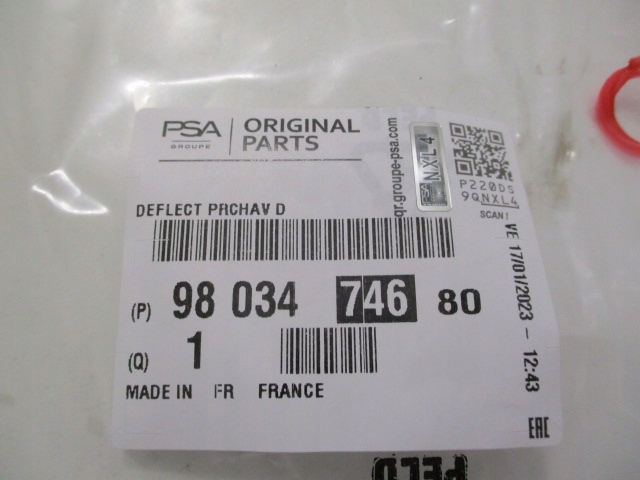 PSA
GROUPE
ORIGINAL
PARTS
br.groupe-psa.com
NXL4
P220DS
9QNXL4
SCAN!
DEFLECT PRCHAV D
(P) 98 034 746 80
(Q) 1
MADE IN FR FRANCE
VE 17/01/2023 - 12:43
EAC